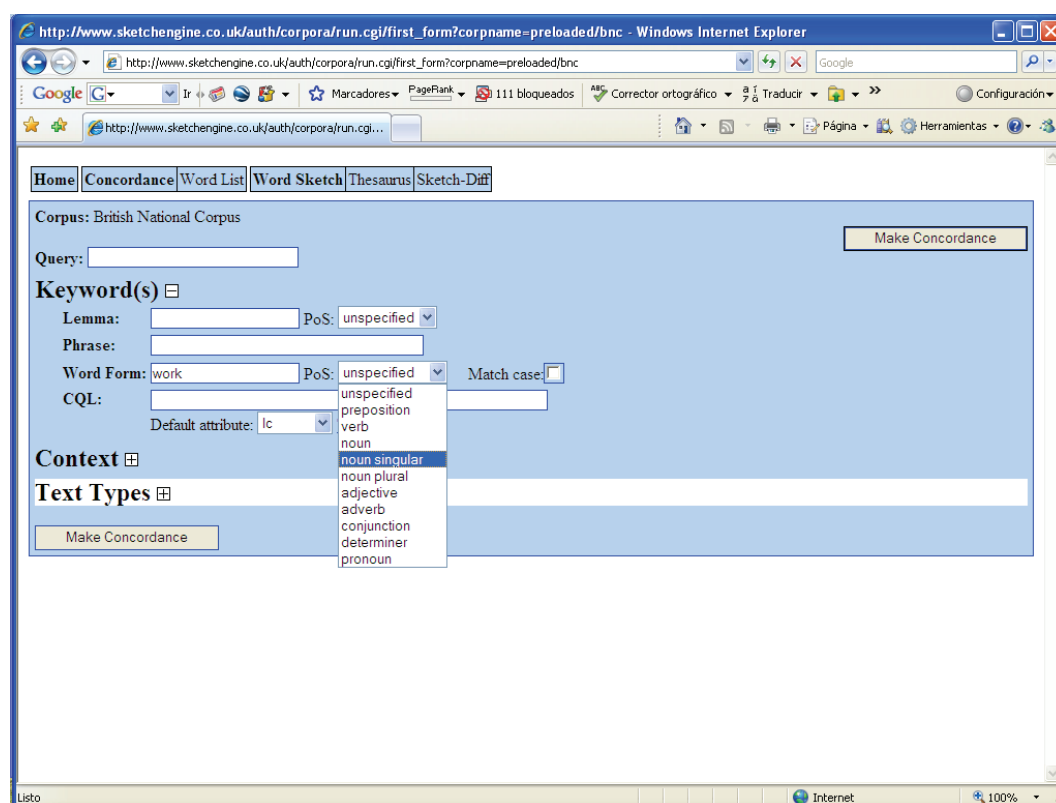 http://www.sketchengine.co.uk/auth/corpora/run.cgi/first_form?corpname=preloaded/bnc - Windows Internet Explorer
http://www.sketchengine.co.uk/auth/corpora/run.cgi/first_form?corpname=preloaded/bnc Google
Google G Ir Marcadores PageRank 111 bloqueados ABC Corrector ortográfico Traducir » Configuración
http://www.sketchengine.co.uk/auth/corpora/run.cgi... Página Herramientas
Home Concordance Word List Word Sketch Thesaurus Sketch-Diff
Corpus: British National Corpus
Make Concordance
Query:
Keyword(s)
Lemma: PoS: unspecified
Phrase:
Word Form: work PoS: unspecified Match case:
CQL:
Default attribute: lc
unspecified
preposition
verb
noun
noun singular
noun plural
adjective
adverb
conjunction
determiner
pronoun
Context
Text Types
Make Concordance
Listo Internet 100%